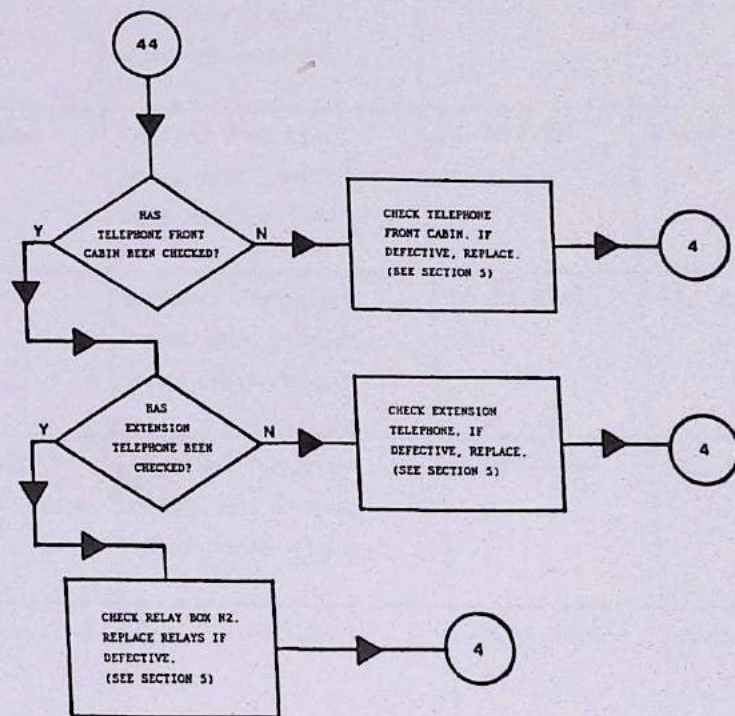 44
HAS
TELEPHONE FRONT
CABIN BEEN CHECKED?
Y
N
CHECK TELEPHONE
FRONT CABIN. IF
DEFECTIVE, REPLACE.
(SEE SECTION 5)
4
HAS
EXTENSION
TELEPHONE BEEN
CHECKED?
Y
N
CHECK EXTENSION
TELEPHONE. IF
DEFECTIVE, REPLACE.
(SEE SECTION 5)
4
CHECK RELAY BOX N2.
REPLACE RELAYS IF
DEFECTIVE.
(SEE SECTION 5)
4